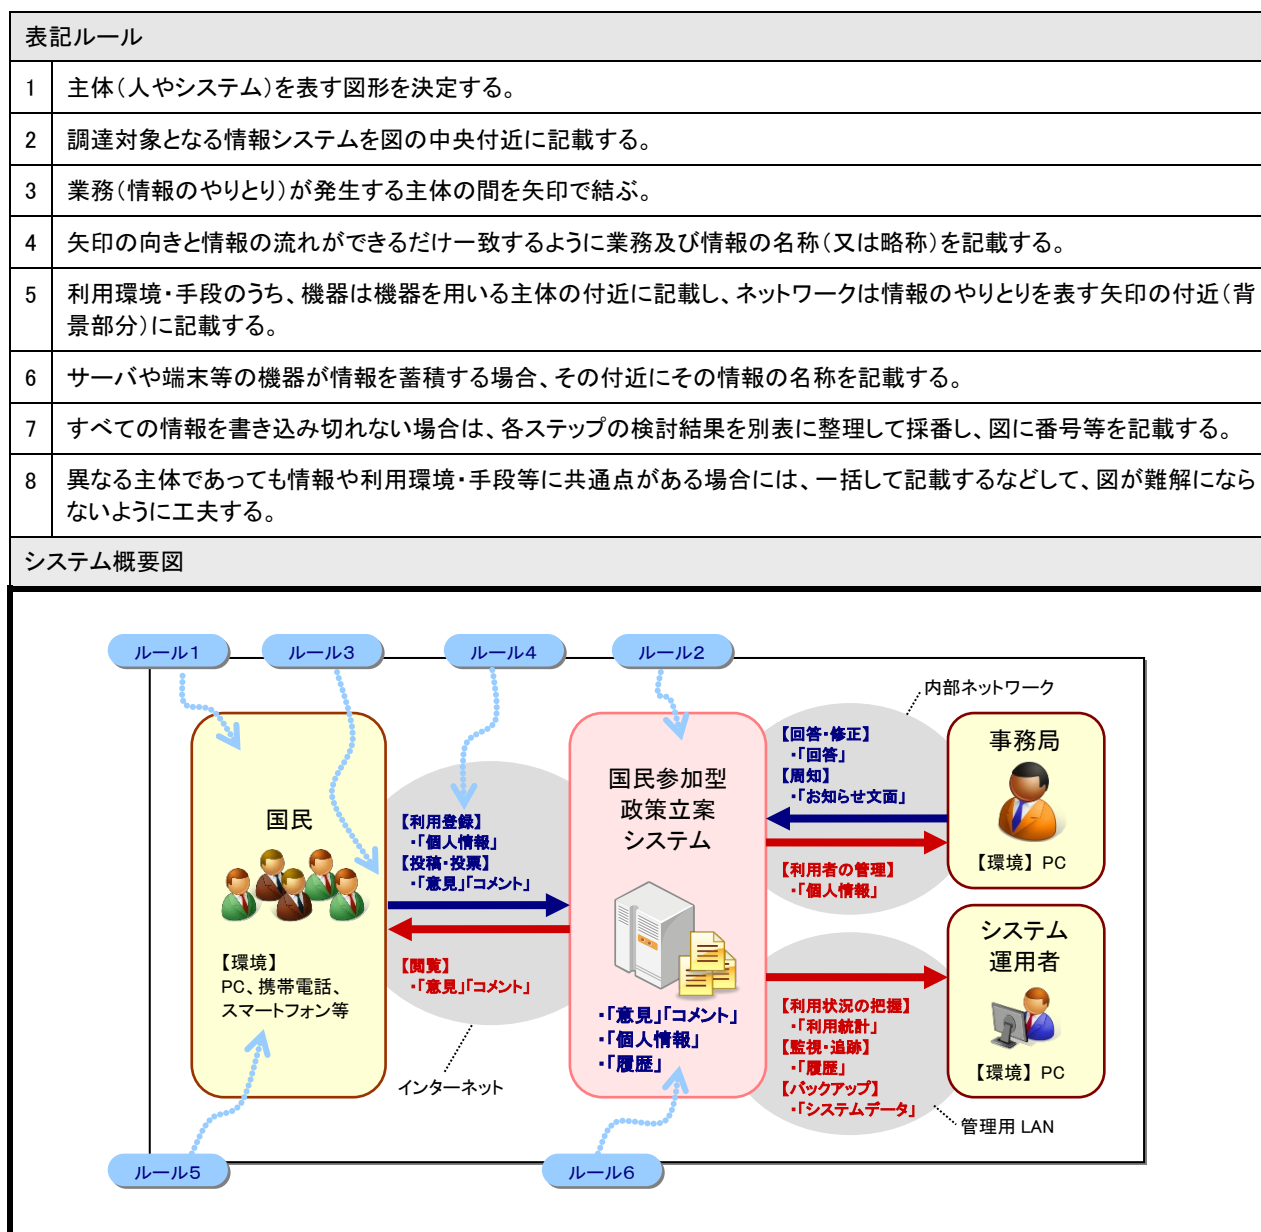 表記ルール
1 主体（人やシステム）を表す図形を決定する。
2 調達対象となる情報システムを図の中央付近に記載する。
3 業務（情報のやりとり）が発生する主体の間を矢印で結ぶ。
4 矢印の向きと情報の流れができるだけ一致するように業務及び情報の名称（又は略称）を記載する。
5 利用環境・手段のうち、機器は機器を用いる主体の付近に記載し、ネットワークは情報のやりとりを表す矢印の付近（背
景部分）に記載する。
6 サーバや端末等の機器が情報を蓄積する場合、その付近にその情報の名称を記載する。
7 すべての情報を書き込み切れない場合は、各ステップの検討結果を別表に整理して採番し、図に番号等を記載する。
8 異なる主体であっても情報や利用環境・手段等に共通点がある場合には、一括して記載するなどして、図が難解になら
ないように工夫する。
システム概要図
ルール1
ルール3
ルール4
ルール2
国民
【環境】
PC、携帯電話、
スマートフォン等
【利用登録】
・「個人情報」
【投稿・投票】
・「意見」「コメント」
【閲覧】
・「意見」「コメント」
インターネット
国民参加型
政策立案
システム
・「意見」「コメント」
・「個人情報」
・「履歴」
内部ネットワーク
【回答・修正】
・「回答」
【周知】
・「お知らせ文面」
【利用者の管理】
・「個人情報」
事務局
【環境】 PC
【利用状況の把握】
・「利用統計」
【監視・追跡】
・「履歴」
【バックアップ】
・「システムデータ」
システム
運用者
【環境】 PC
管理用 LAN
ルール5
ルール6